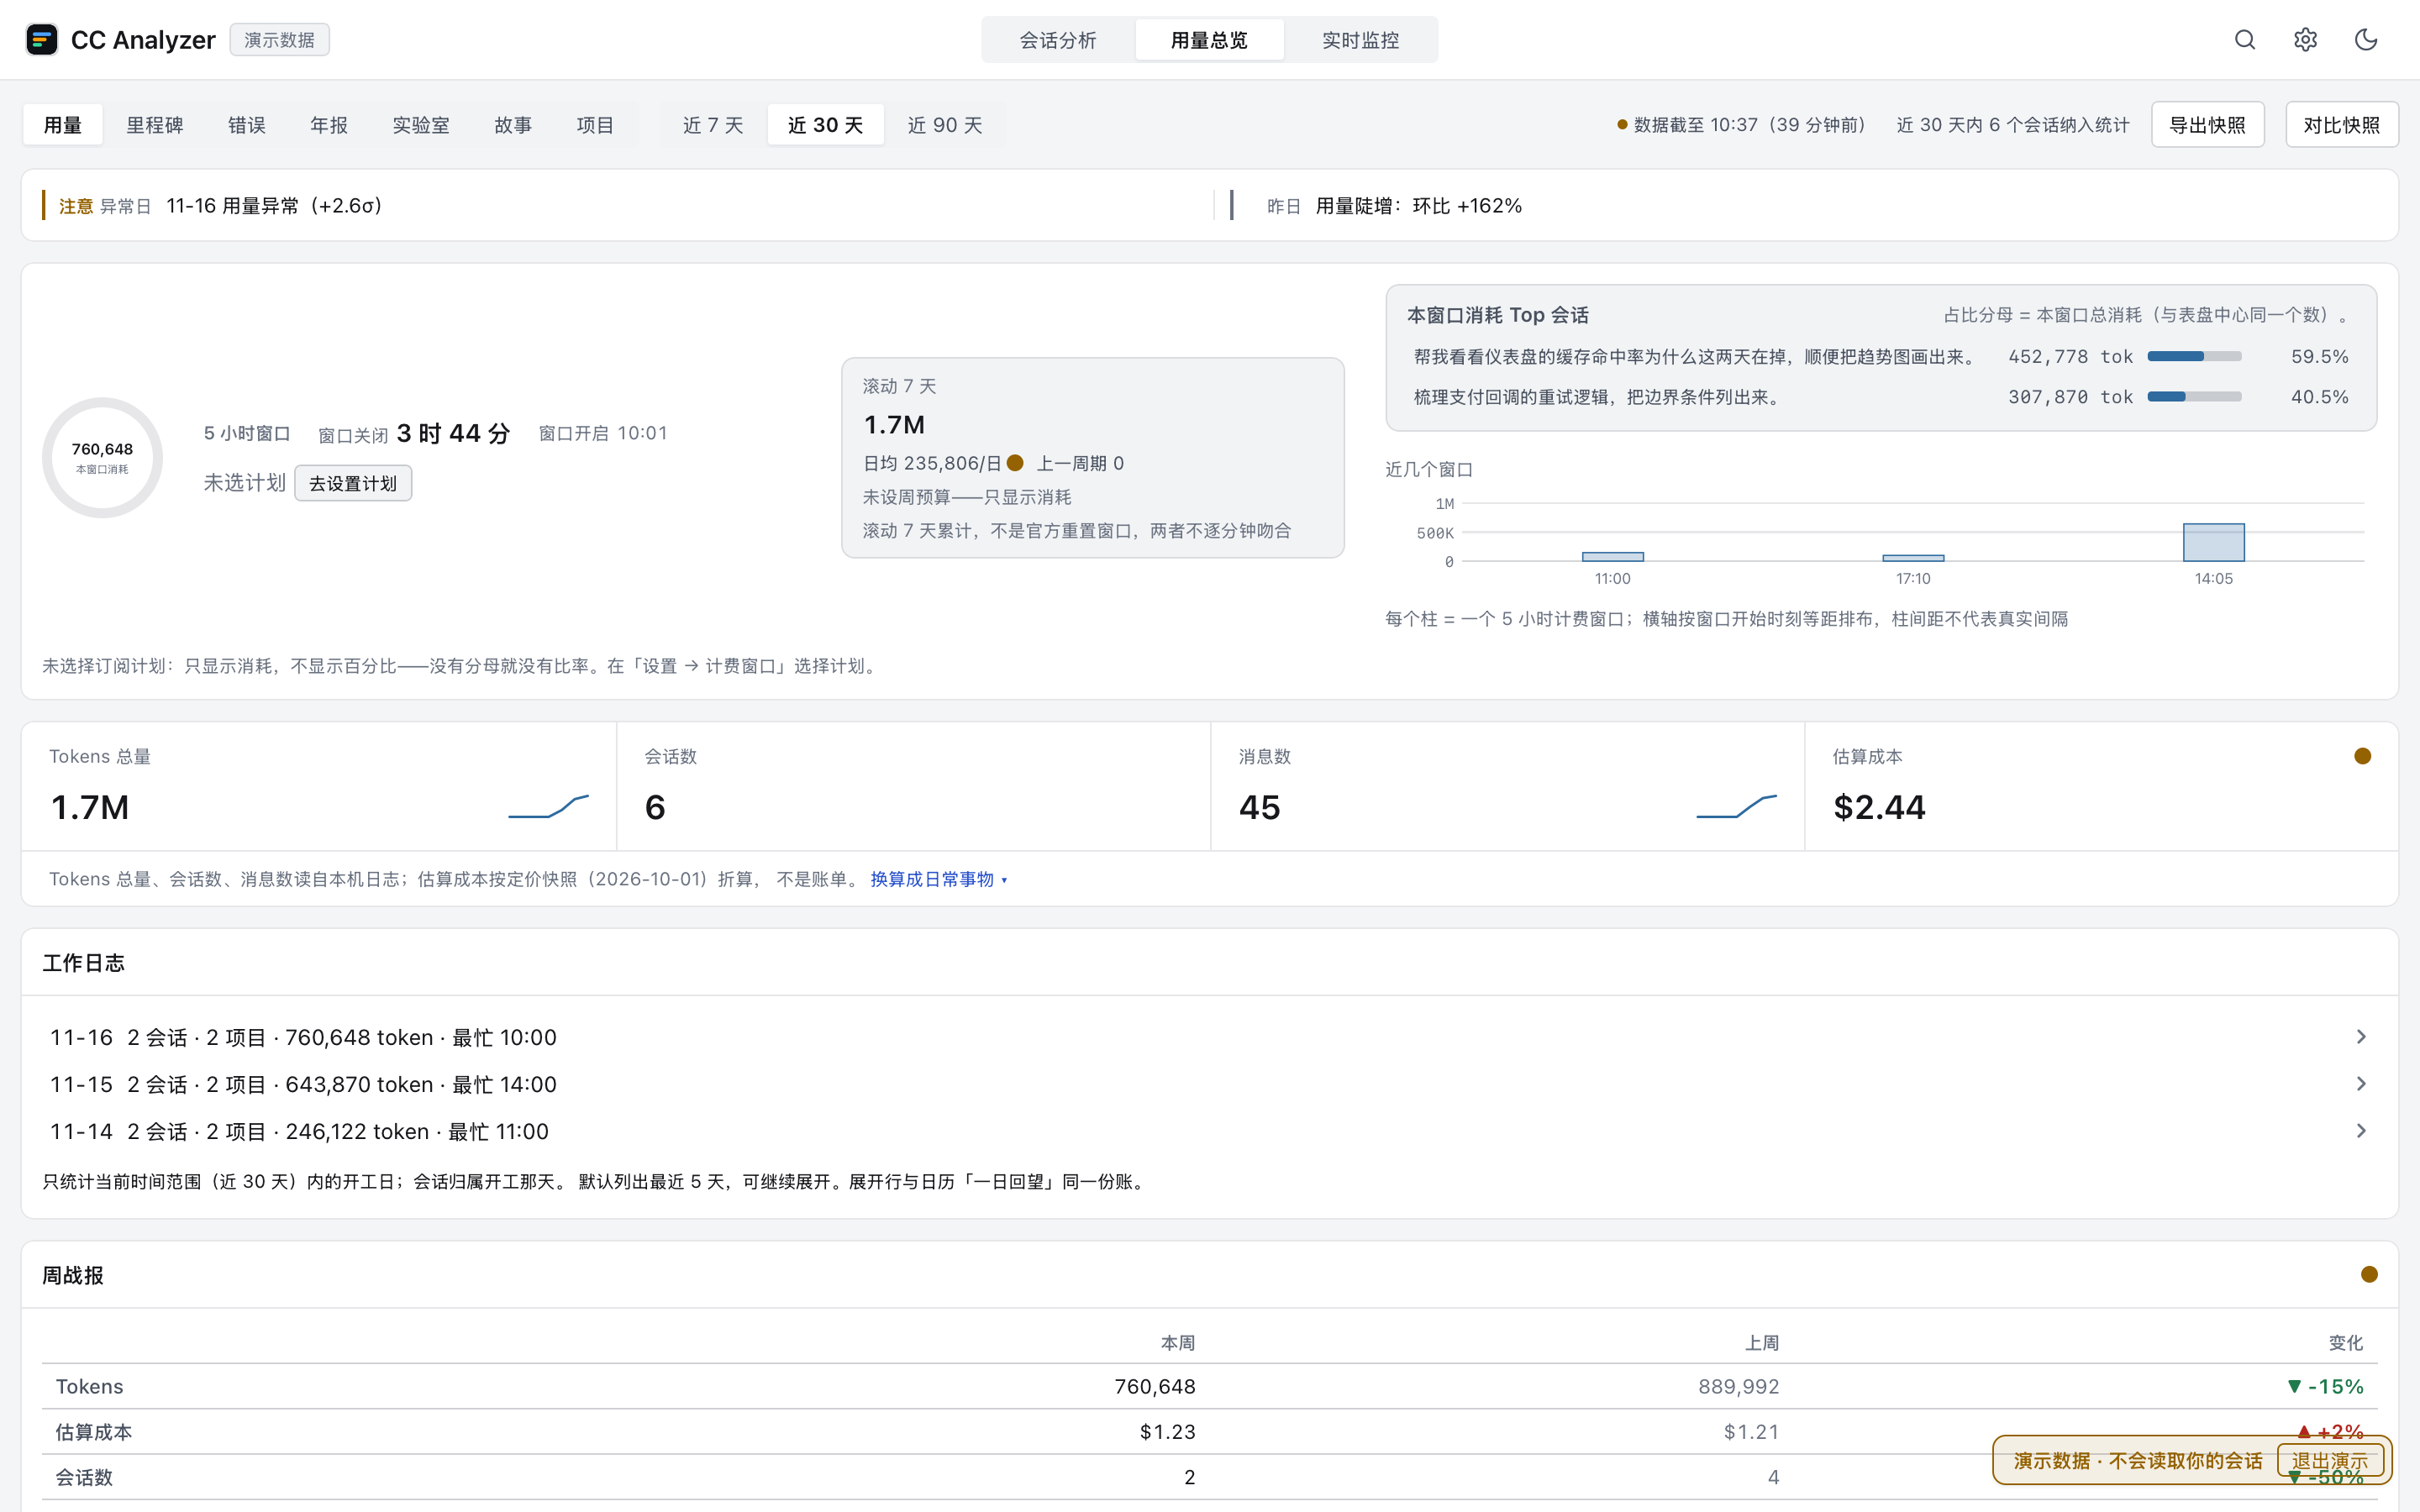 CC Analyzer 演示数据
会话分析 用量总览 实时监控
用量 里程碑 错误 年报 实验室 故事 项目 近 7 天 近 30 天 近 90 天
数据截至 10:37（39 分钟前） 近 30 天内 6 个会话纳入统计 导出快照 对比快照
注意 异常日 11-16 用量异常（+2.6σ）
昨日 用量陡增：环比 +162%
760,648
本窗口消耗
5 小时窗口 窗口关闭 3 时 44 分 窗口开启 10:01
未选计划 去设置计划
滚动 7 天
1.7M
日均 235,806/日 上一周期 0
未设周预算——只显示消耗
滚动 7 天累计，不是官方重置窗口，两者不逐分钟吻合
本窗口消耗 Top 会话 占比分母 = 本窗口总消耗（与表盘中心同一个数）。
帮我看看仪表盘的缓存命中率为什么这两天在掉，顺便把趋势图画出来。 452,778 tok 59.5%
梳理支付回调的重试逻辑，把边界条件列出来。 307,870 tok 40.5%
近几个窗口
1M
500K
0
11:00 17:10 14:05
每个柱 = 一个 5 小时计费窗口；横轴按窗口开始时刻等距排布，柱间距不代表真实间隔
未选择订阅计划：只显示消耗，不显示百分比——没有分母就没有比率。在「设置 → 计费窗口」选择计划。
Tokens 总量 会话数 消息数 估算成本
1.7M 6 45 $2.44
Tokens 总量、会话数、消息数读自本机日志；估算成本按定价快照（2026-10-01）折算， 不是账单。 换算成日常事物 ▾
工作日志
11-16 2 会话 · 2 项目 · 760,648 token · 最忙 10:00
11-15 2 会话 · 2 项目 · 643,870 token · 最忙 14:00
11-14 2 会话 · 2 项目 · 246,122 token · 最忙 11:00
只统计当前时间范围（近 30 天）内的开工日；会话归属开工那天。 默认列出最近 5 天，可继续展开。展开行与日历「一日回望」同一份账。
周战报
本周 上周 变化
Tokens 760,648 889,992 ▼ -15%
估算成本 $1.23 $1.21 ▲ +2%
会话数 2 4 ▼ -50%
演示数据 · 不会读取你的会话 退出演示